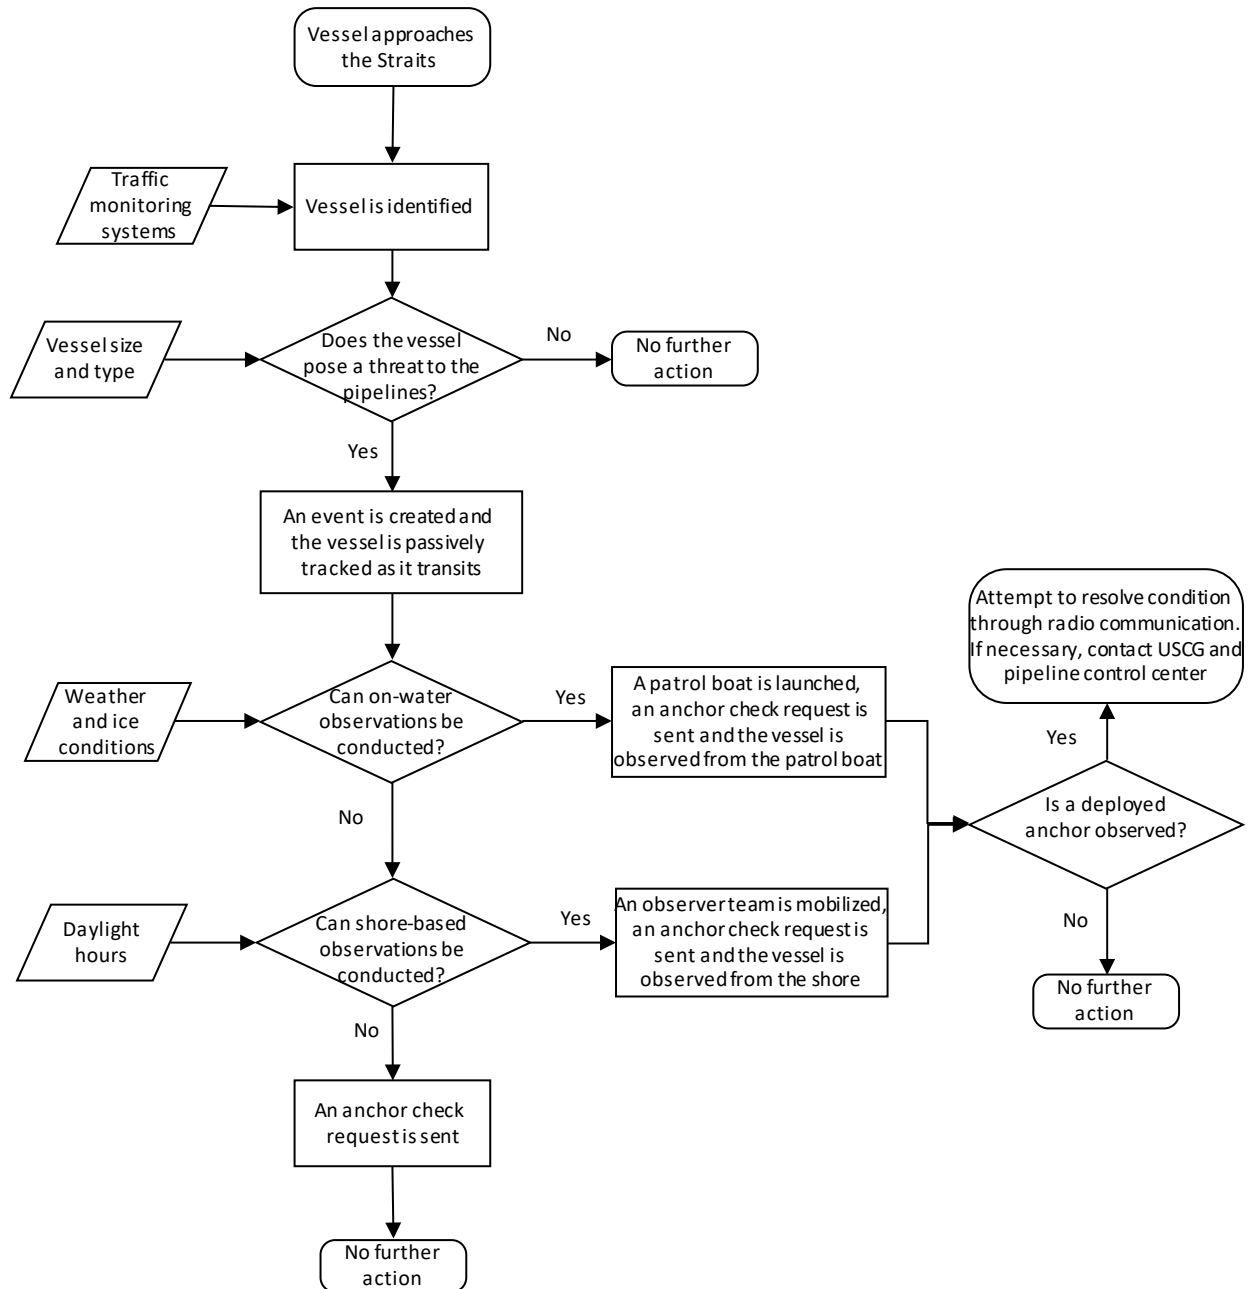 Vessel approaches
the Straits
Traffic
monitoring
systems
Vessel is identified
Vessel size
and type
Does the vessel
pose a threat to the
pipelines?
No
No further
action
Yes
An event is created and
the vessel is passively
tracked as it transits
Weather
and ice
conditions
Can on-water
observations be
conducted?
Yes
A patrol boat is launched,
an anchor check request is
sent and the vessel is
observed from the patrol boat
Attempt to resolve condition
through radio communication.
If necessary, contact USCG and
pipeline control center
Yes
Is a deployed
anchor observed?
No
No further
action
No
Daylight
hours
Can shore-based
observations be
conducted?
Yes
An observer team is mobilized,
an anchor check request is
sent and the vessel is
observed from the shore
No
An anchor check
request is sent
No further
action